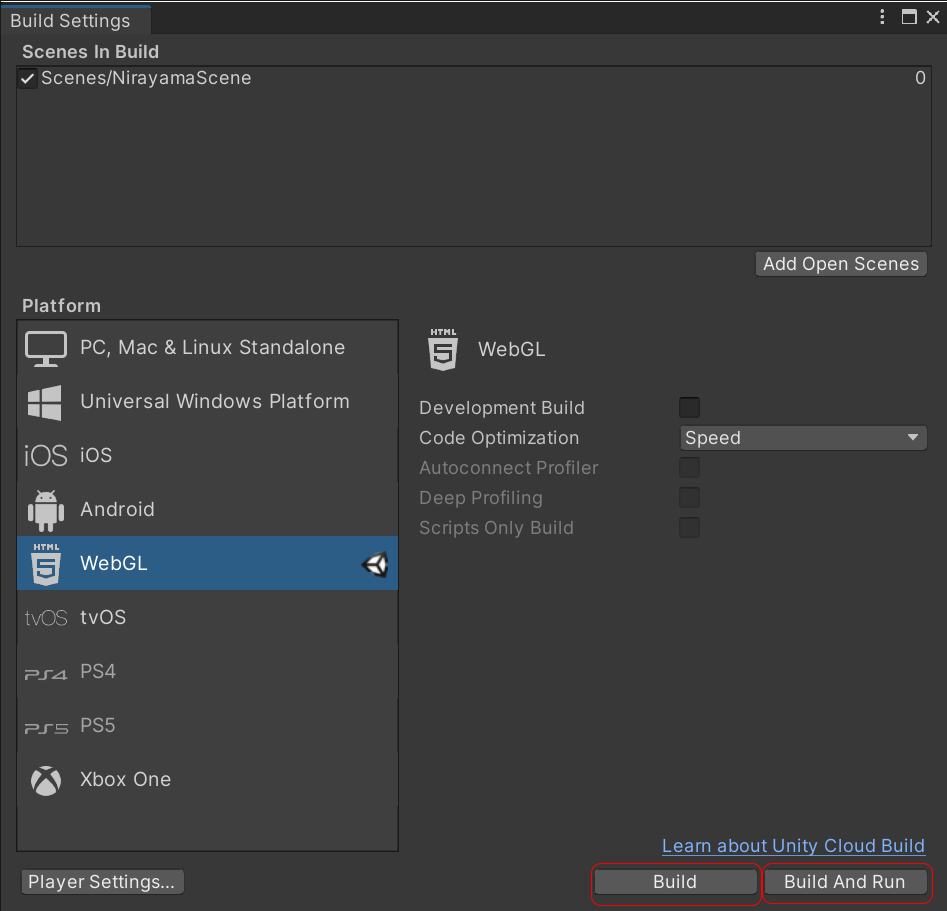 Build Settings
Scenes In Build
Scenes/NirayamaScene 0
Add Open Scenes
Platform
PC, Mac & Linux Standalone
Universal Windows Platform
iOS iOS
Android
HTML 5 WebGL
tvOS tvOS
PS4 PS4
PS5 PS5
Xbox One
HTML 5 WebGL
Development Build
Code Optimization Speed
Autoconnect Profiler
Deep Profiling
Scripts Only Build
Learn about Unity Cloud Build
Player Settings... Build Build And Run